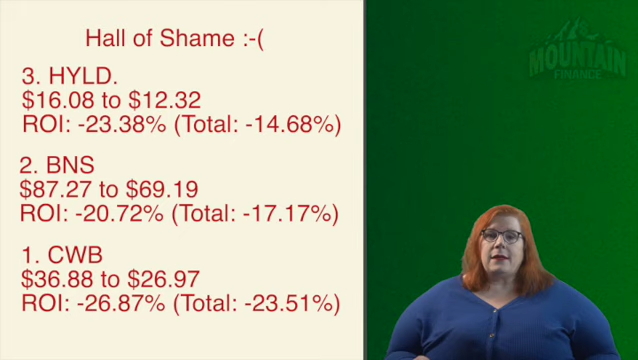 Hall of Shame :-(
3. HYLD.
$16.08 to $12.32
ROI: -23.38% (Total: -14.68%)
2. BNS
$87.27 to $69.19
ROI: -20.72% (Total: -17.17%)
1. CWB
$36.88 to $26.97
ROI: -26.87% (Total: -23.51%)
MOUNTAIN
FINANCE